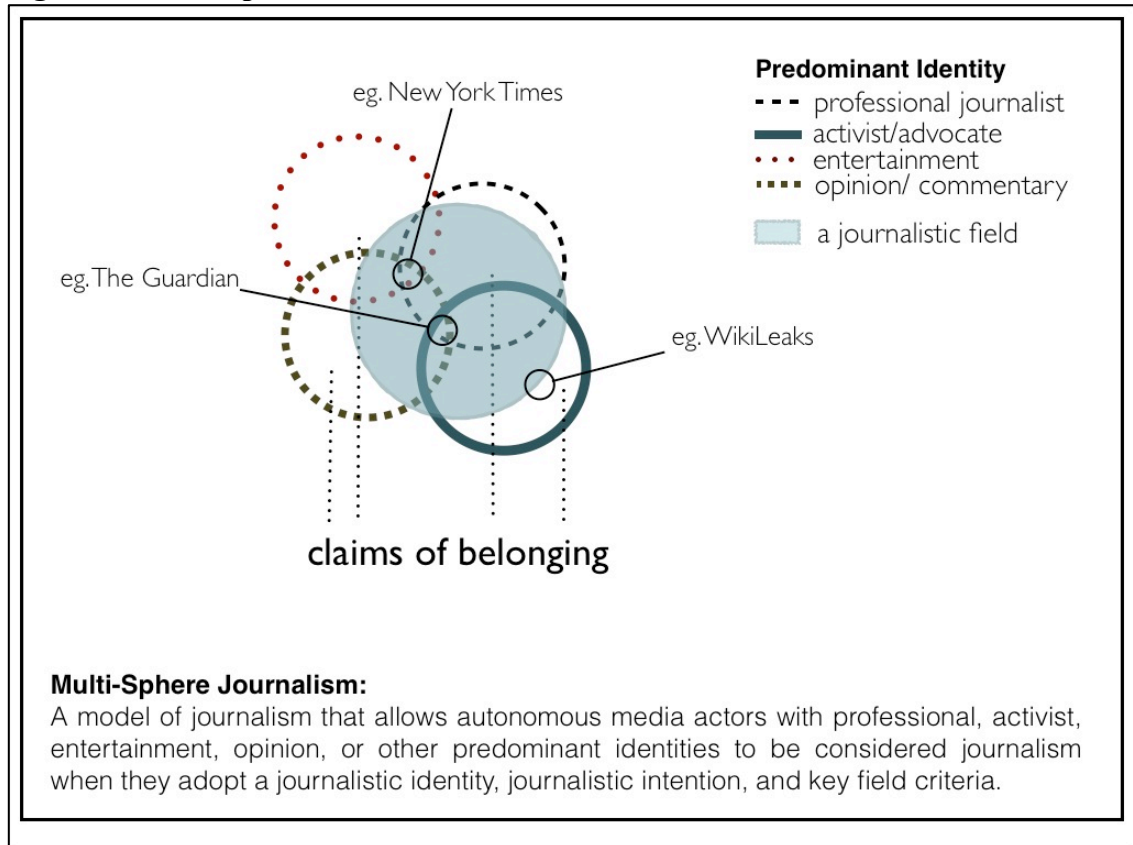 eg. New York Times
Predominant Identity
professional journalist
activist/advocate
entertainment
opinion/ commentary
a journalistic field
eg. The Guardian
eg. WikiLeaks
claims of belonging
Multi-Sphere Journalism:
A model of journalism that allows autonomous media actors with professional, activist,
entertainment, opinion, or other predominant identities to be considered journalism
when they adopt a journalistic identity, journalistic intention, and key field criteria.